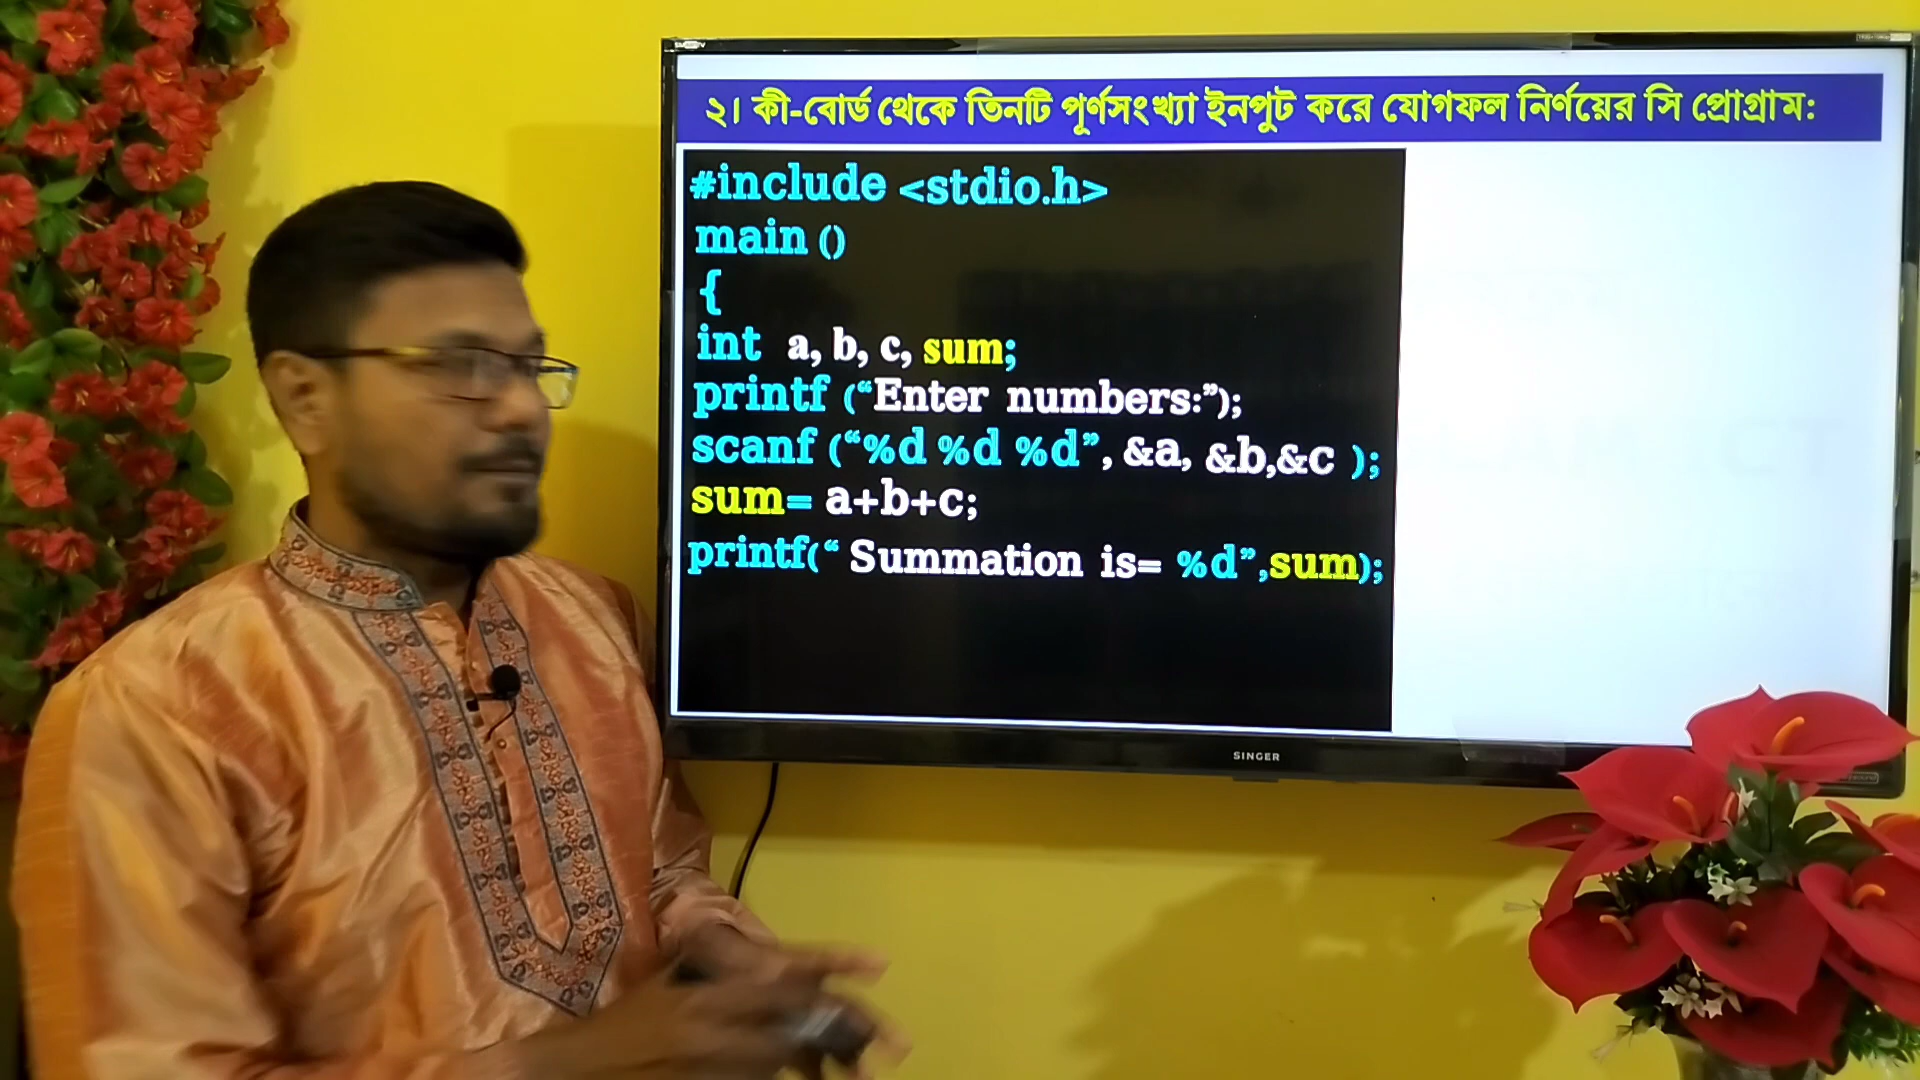 ২। কী-বোর্ড থেকে তিনটি পূর্ণসংখ্যা ইনপুট করে যোগফল নির্ণয়ের সি প্রোগ্রাম:
#include <stdio.h>
main ()
{
int a, b, c, sum;
printf (“Enter numbers:”);
scanf (“%d %d %d”, &a, &b,&c );
sum= a+b+c;
printf(“ Summation is= %d”,sum);
SINGER